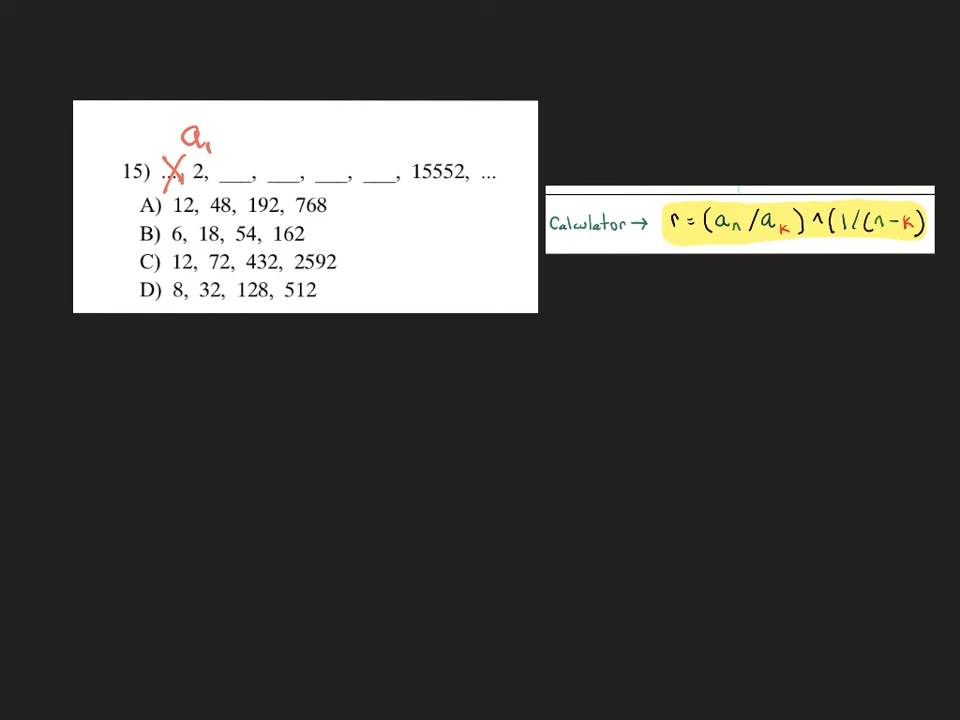 a₁
15) ..., 2, ___, ___, ___, ___, 15552, ...
A) 12, 48, 192, 768
B) 6, 18, 54, 162
C) 12, 72, 432, 2592
D) 8, 32, 128, 512
Calculator → r = (aₙ/aₖ)^(1/(n-k)